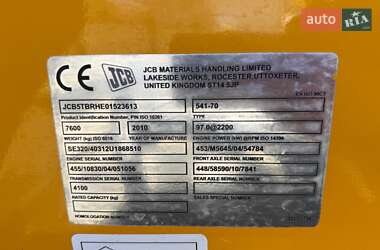 AUTO RIA.com
CE JCB
JCB MATERIALS HANDLING LIMITED
LAKESIDE WORKS, ROCESTER,UTTOXETER,
UNITED KINGDOM ST14 5JP
JCB5TBRHE01523613 541-70
Product Identification Number, PIN ISO 10261
7600 2010 97.0@2200
WEIGHT (kg) ISO 6016 YEAR OF MANUFACTURE ENGINE POWER (kW) @RPM ISO 14396
SE320/40312U1868510 453/M5645/04/54784
ENGINE SERIAL NUMBER FRONT AXLE SERIAL NUMBER
455/10830/04/051056 448/58590/10/7841
TRANSMISSION SERIAL NUMBER REAR AXLE SERIAL NUMBER
4100
Rated Capacity(kg) SALES SPECIAL NUMBER
HOMOLOGATION NUMBER